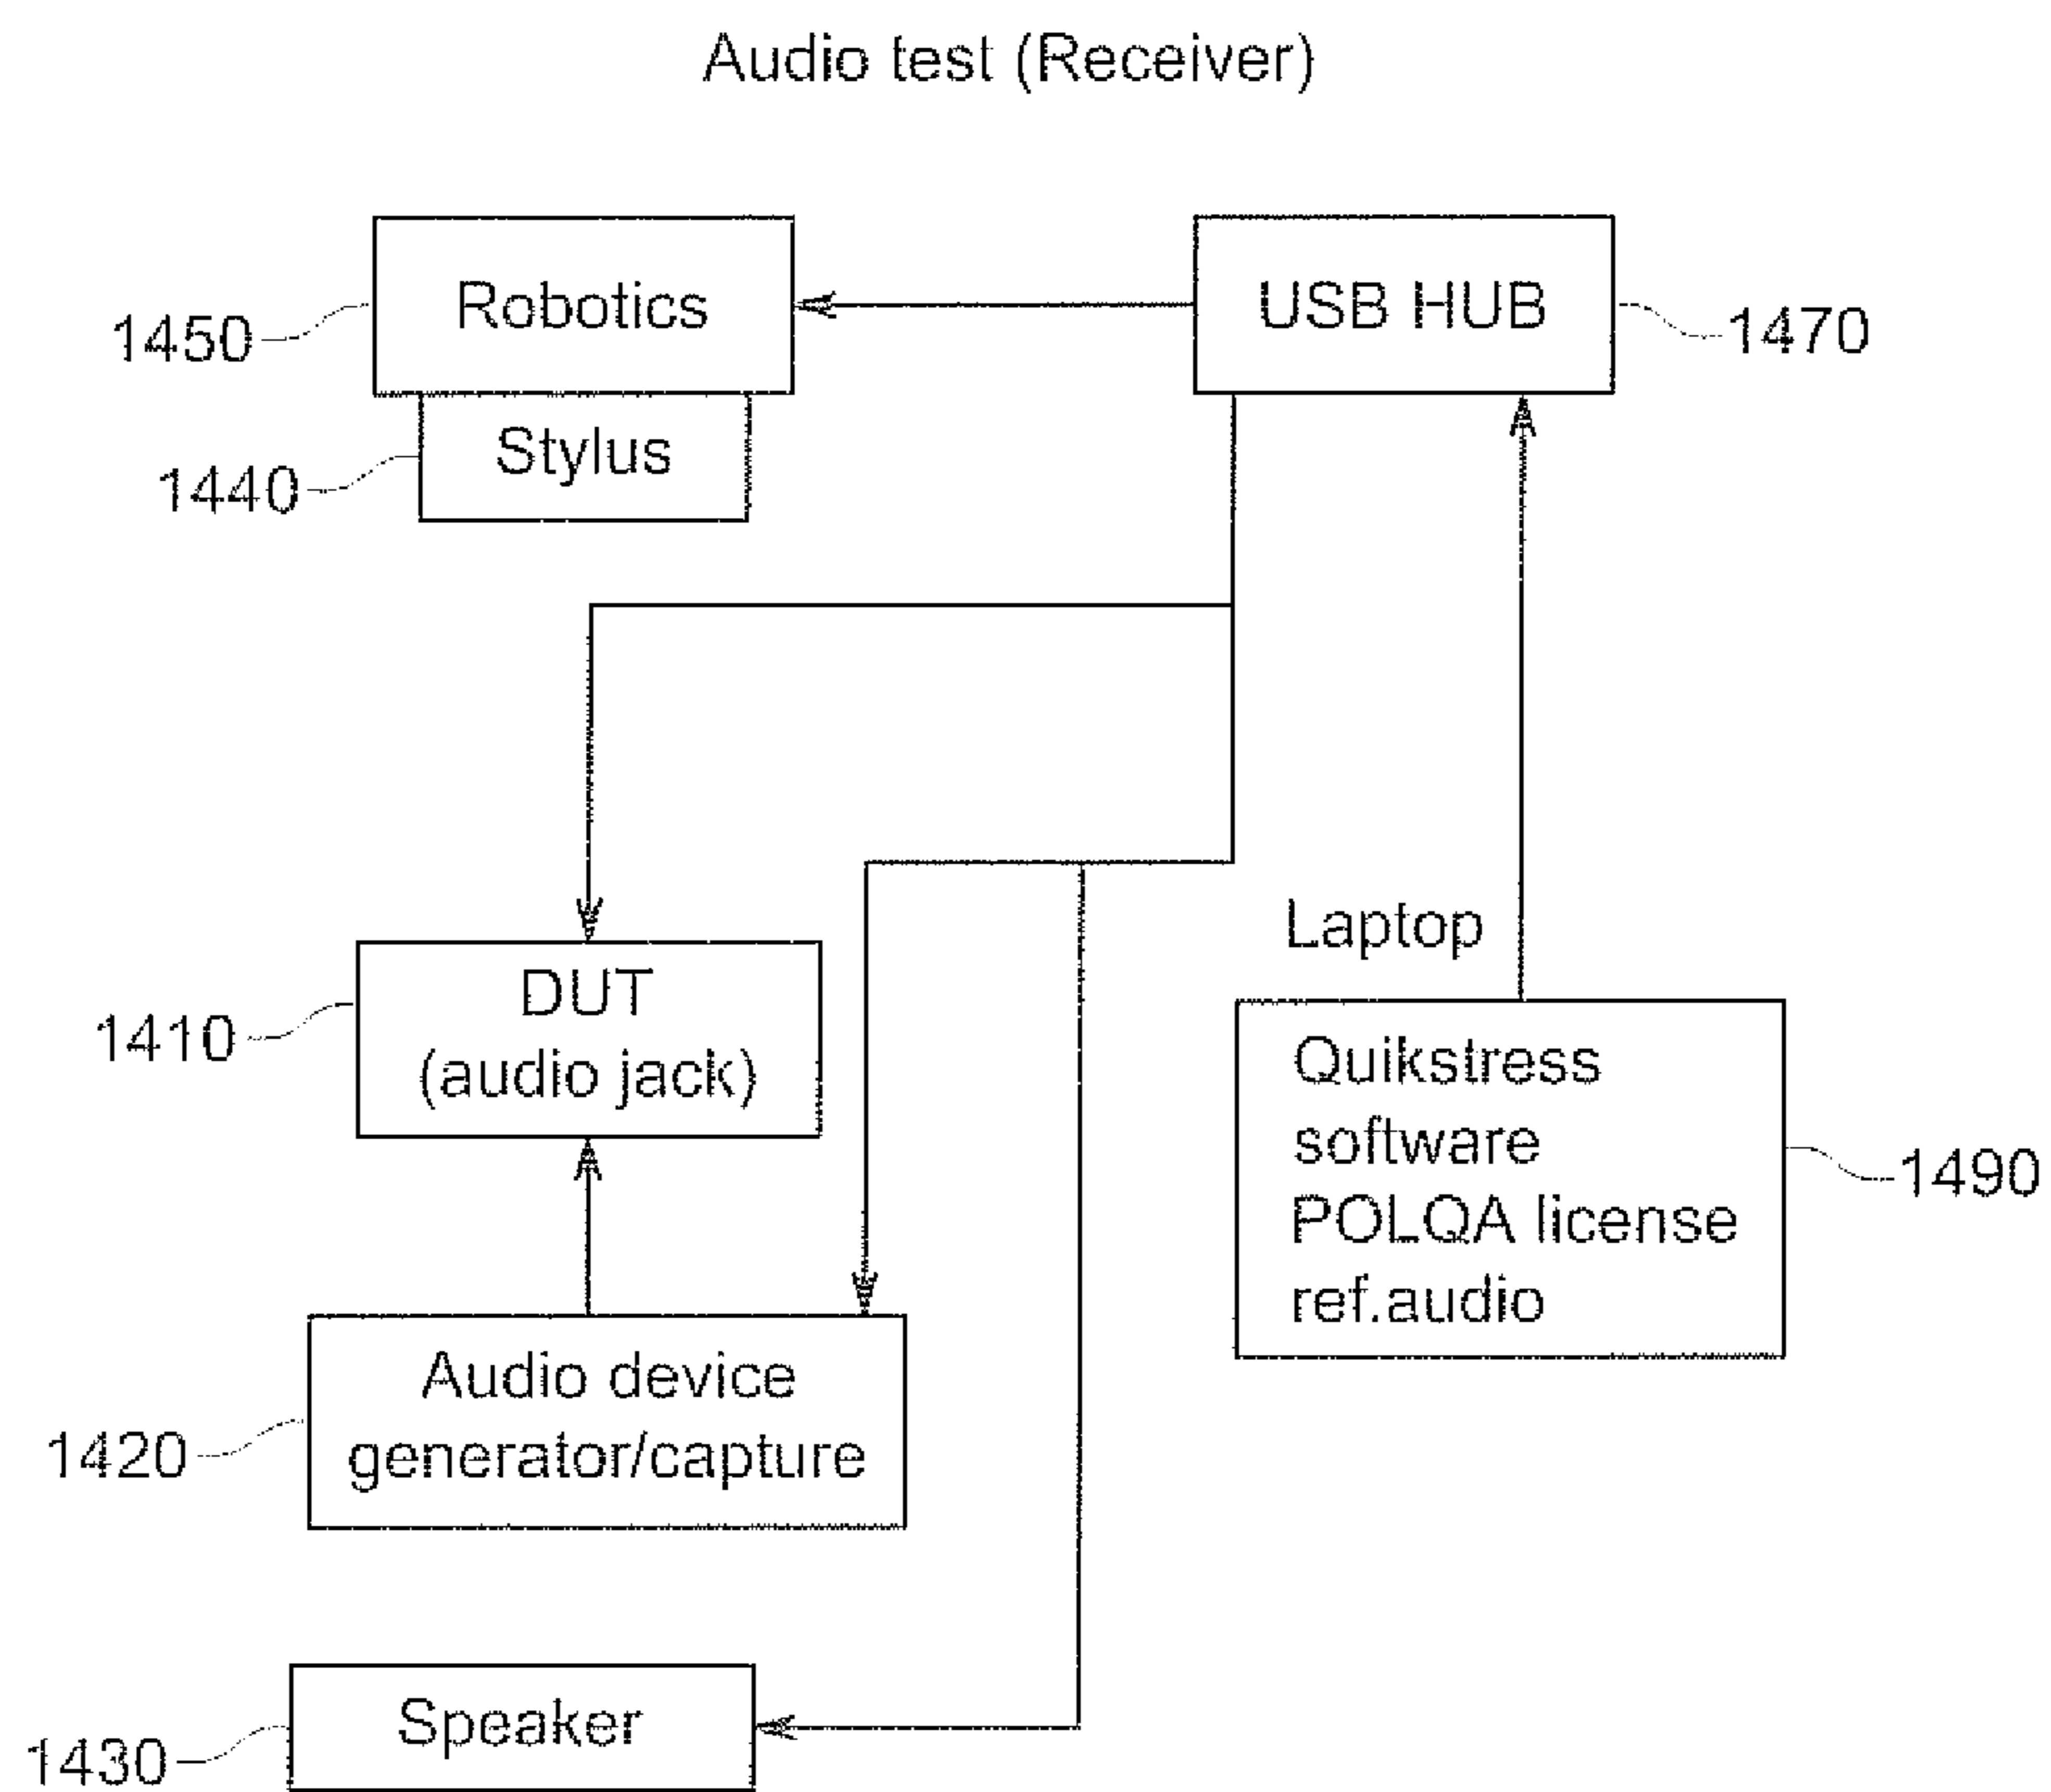 Audio test (Receiver)
Robotics
USB HUB
1450
1470
Stylus
1440
Laptop
DUT
(audio jack)
1410
Quikstress
software
POLQA license
ref.audio
1490
Audio device
generator/capture
1420
Speaker
1430